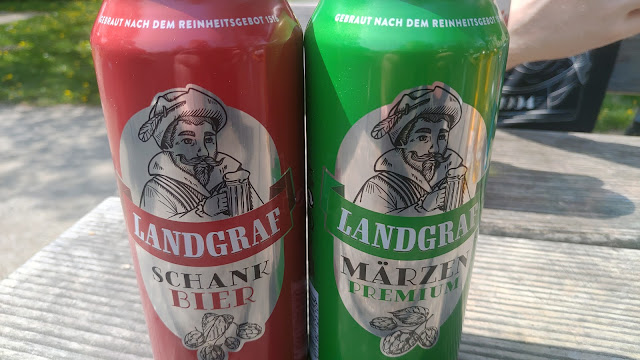 GEBRAUT NACH DEM REINHEITSGEBOT
LANDGRAF
SCHANK
BIER
GEBRAUT NACH DEM REINHEITSGEBOT
LANDGRAF
MÄRZEN
PREMIUM